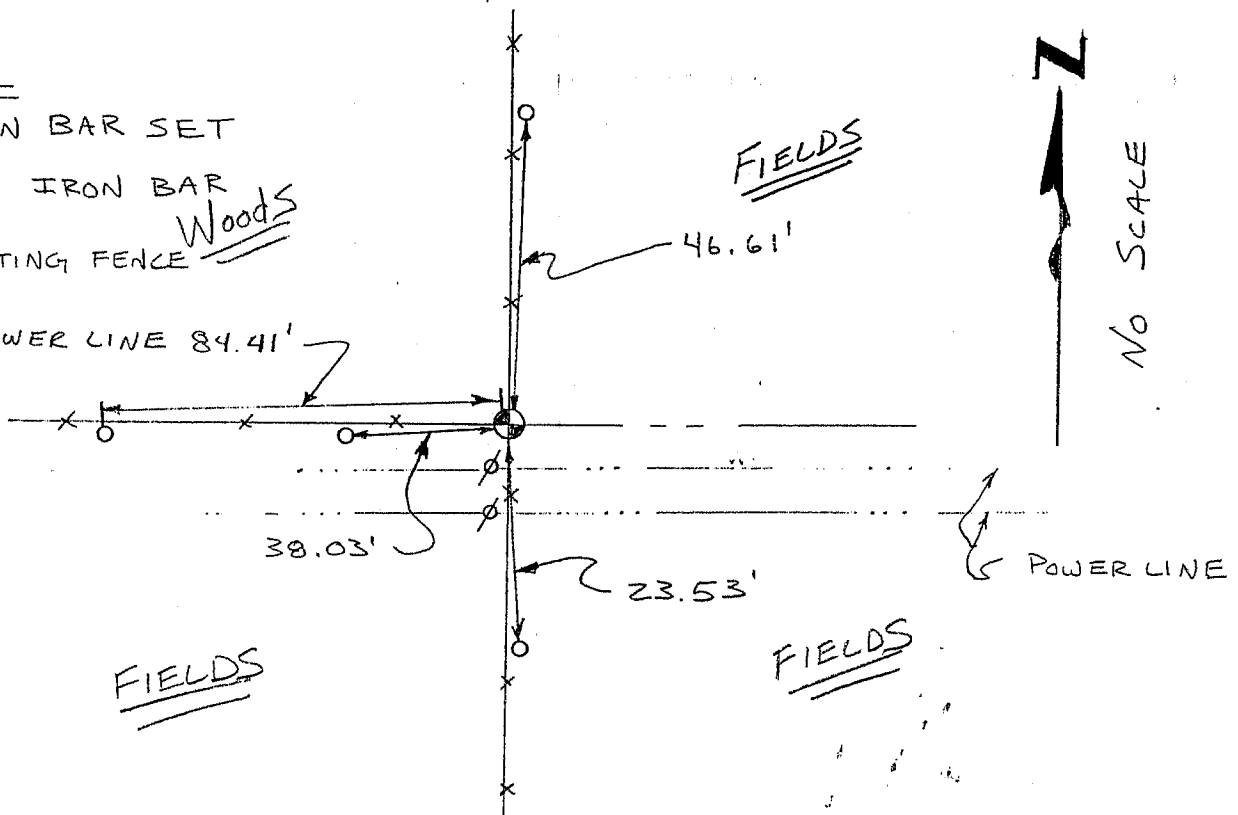 N BAR SET
IRON BAR
Woods
TING FENCE
WER LINE 84.41'
FIELDS
46.61'
N
NO SCALE
38.03'
23.53'
POWER LINE
FIELDS
FIELDS